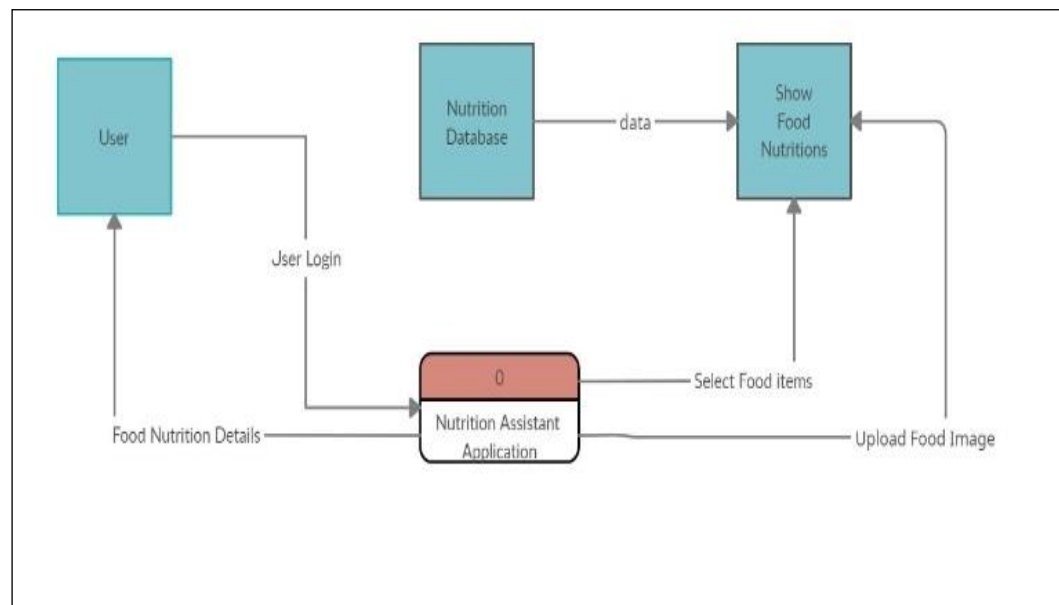 User
Nutrition
Database
data
Show
Food
Nutritions
User Login
0
Nutrition Assistant
Application
Select Food items
Food Nutrition Details
Upload Food Image